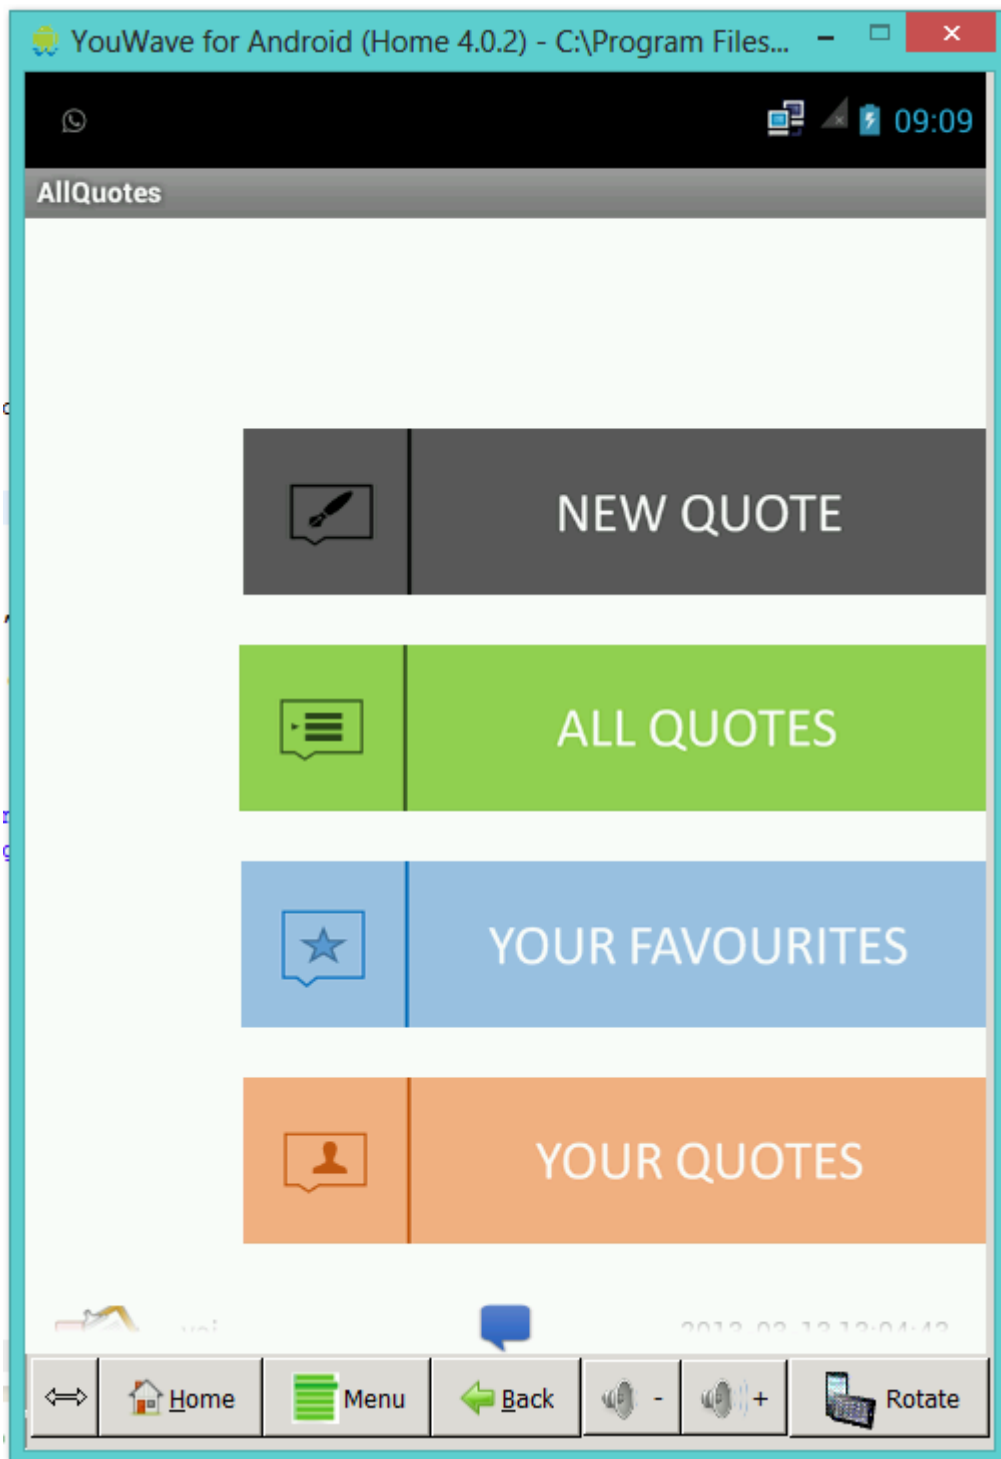 YouWave for Android (Home 4.0.2) - C:\Program Files...
09:09
AllQuotes
NEW QUOTE
ALL QUOTES
YOUR FAVOURITES
YOUR QUOTES
Home Menu Back - + Rotate